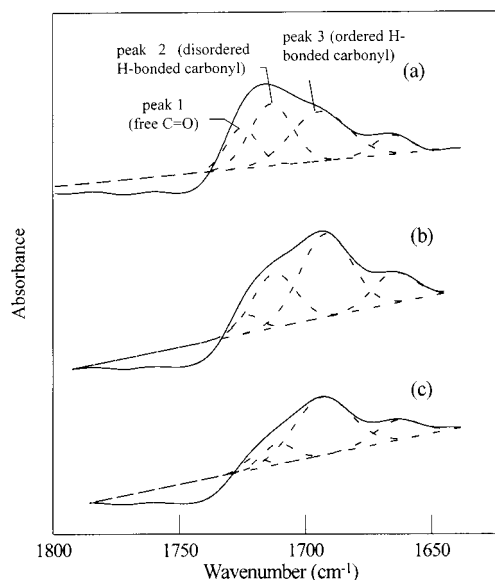 peak 2 (disordered
H-bonded carbonyl)
peak 3 (ordered H-
bonded carbonyl)
(a)
peak 1
(free C=O)
(b)
(c)
Absorbance
1800 1750 1700 1650
Wavenumber (cm-1)